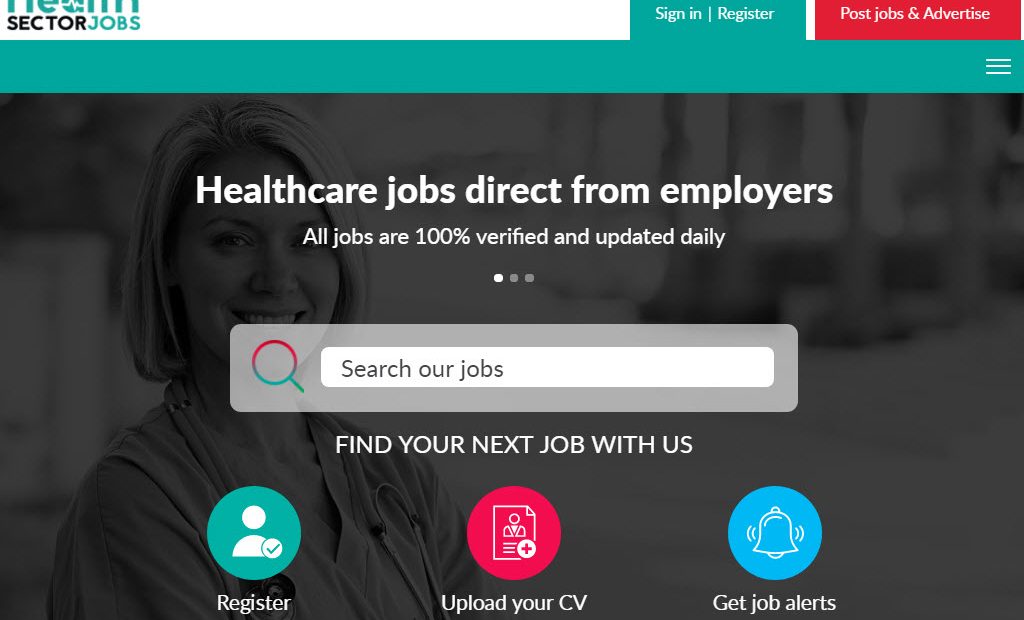 Health
SECTORJOBS
Sign in | Register
Post jobs & Advertise
Healthcare jobs direct from employers
All jobs are 100% verified and updated daily
Search our jobs
FIND YOUR NEXT JOB WITH US
Register
Upload your CV
Get job alerts